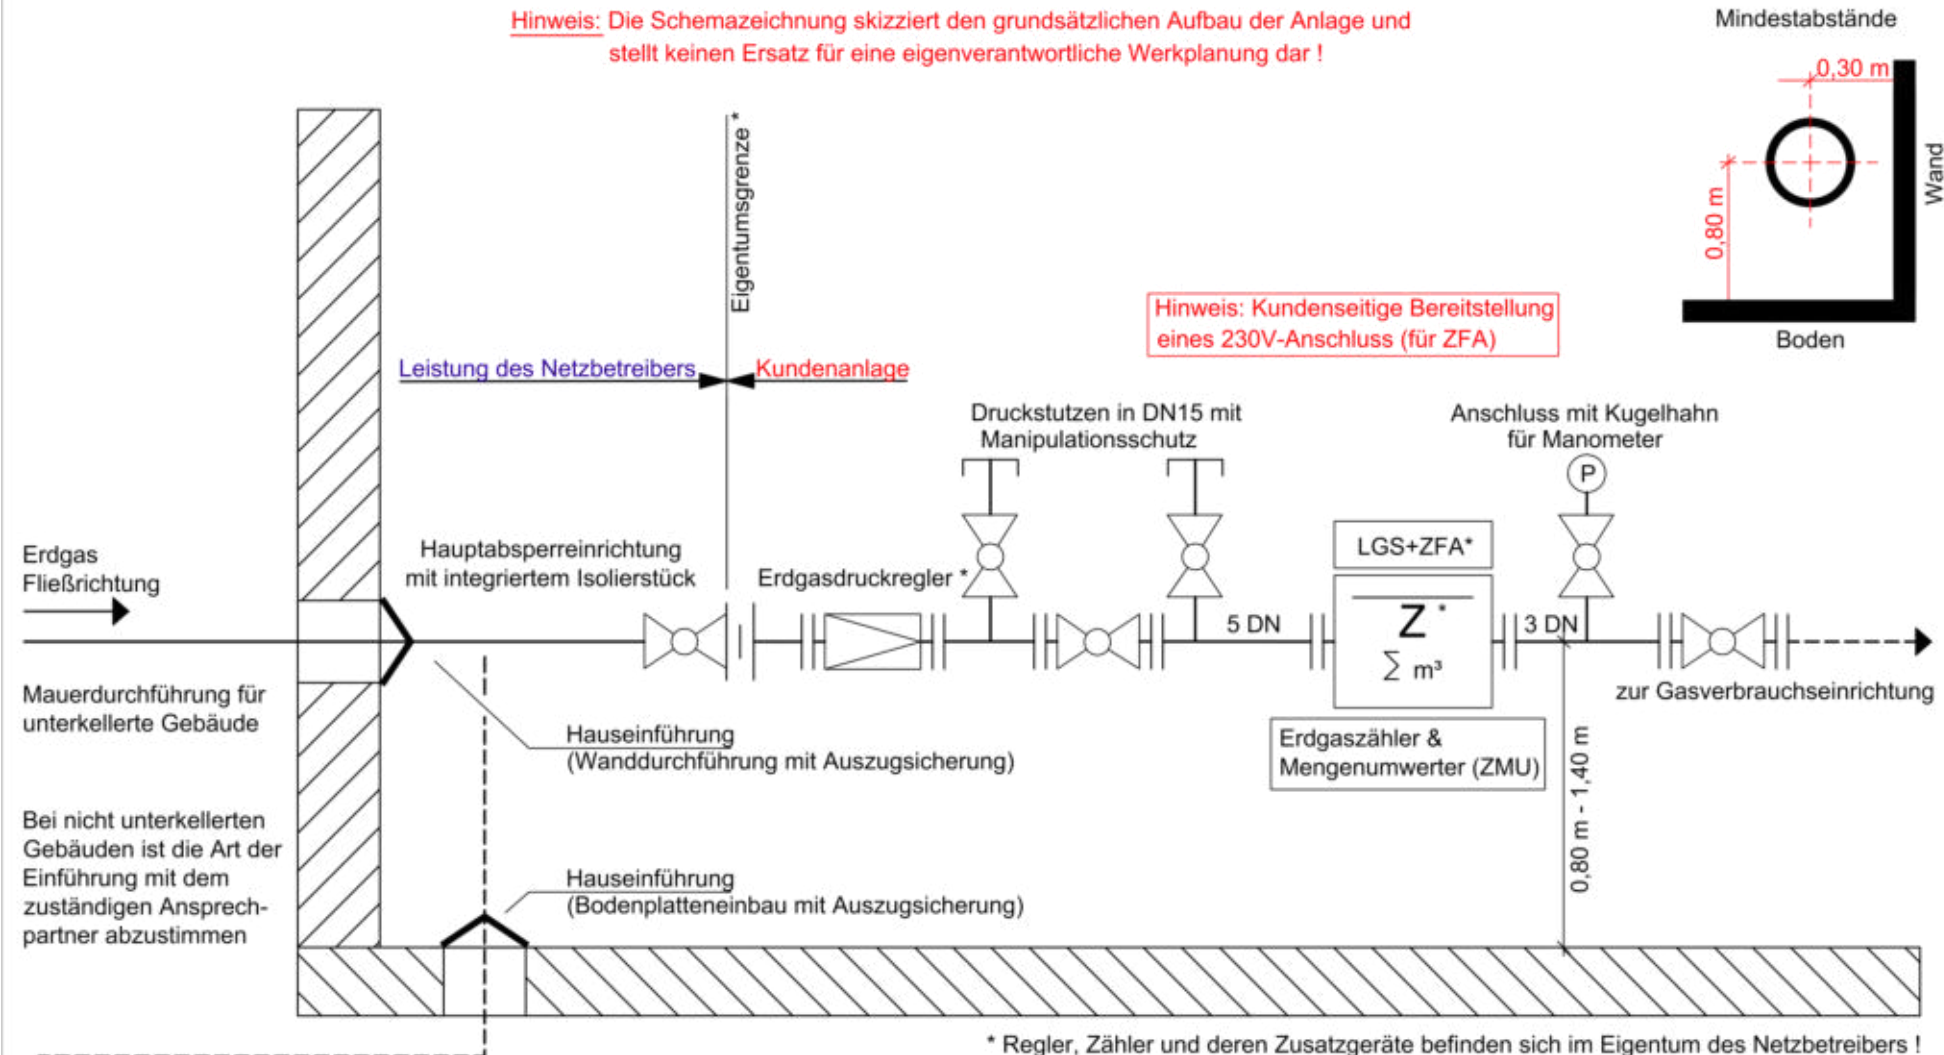 Hinweis: Die Schemazeichnung skizziert den grundsätzlichen Aufbau der Anlage und
stellt keinen Ersatz für eine eigenverantwortliche Werkplanung dar !
Mindestabstände
0,30 m
0,80 m
Wand
Boden
Eigentumsgrenze *
Hinweis: Kundenseitige Bereitstellung
eines 230V-Anschluss (für ZFA)
Leistung des Netzbetreibers
Kundenanlage
Druckstutzen in DN15 mit
Manipulationsschutz
Anschluss mit Kugelhahn
für Manometer
P
Erdgas
Fließrichtung
Hauptabsperreinrichtung
mit integriertem Isolierstück
Erdgasdruckregler *
LGS+ZFA*
5 DN
Z *
∑ m³
3 DN
Mauerdurchführung für
unterkellerte Gebäude
zur Gasverbrauchseinrichtung
Hauseinführung
(Wanddurchführung mit Auszugsicherung)
Erdgaszähler &
Mengenumwerter (ZMU)
0,80 m - 1,40 m
Bei nicht unterkellerten
Gebäuden ist die Art der
Einführung mit dem
zuständigen Ansprech-
partner abzustimmen
Hauseinführung
(Bodenplatteneinbau mit Auszugsicherung)
* Regler, Zähler und deren Zusatzgeräte befinden sich im Eigentum des Netzbetreibers !